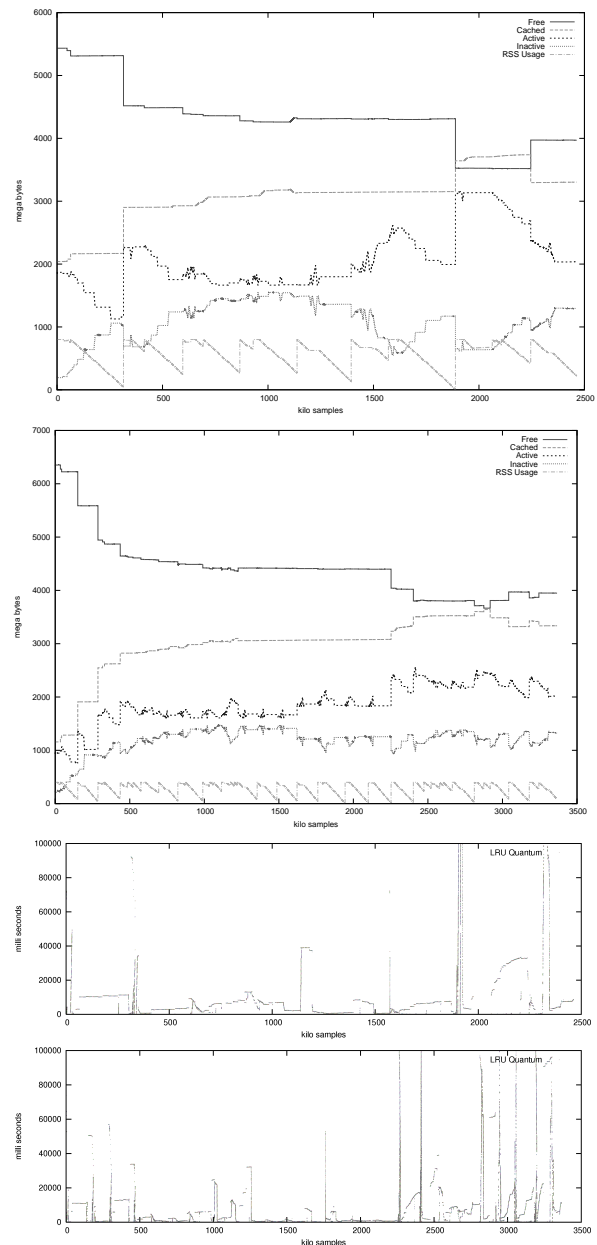 6000
5000
4000
3000
2000
1000
0
mega bytes
Free
Cached
Active
Inactive
RSS Usage
0 500 1000 1500 2000 2500
kilo samples
7000
6000
5000
4000
3000
2000
1000
0
mega bytes
Free
Cached
Active
Inactive
RSS Usage
0 500 1000 1500 2000 2500 3000 3500
kilo samples
100000
80000
60000
40000
20000
0
milli seconds
LRU Quantum
0 500 1000 1500 2000 2500
kilo samples
100000
80000
60000
40000
20000
0
milli seconds
LRU Quantum
0 500 1000 1500 2000 2500 3000 3500
kilo samples